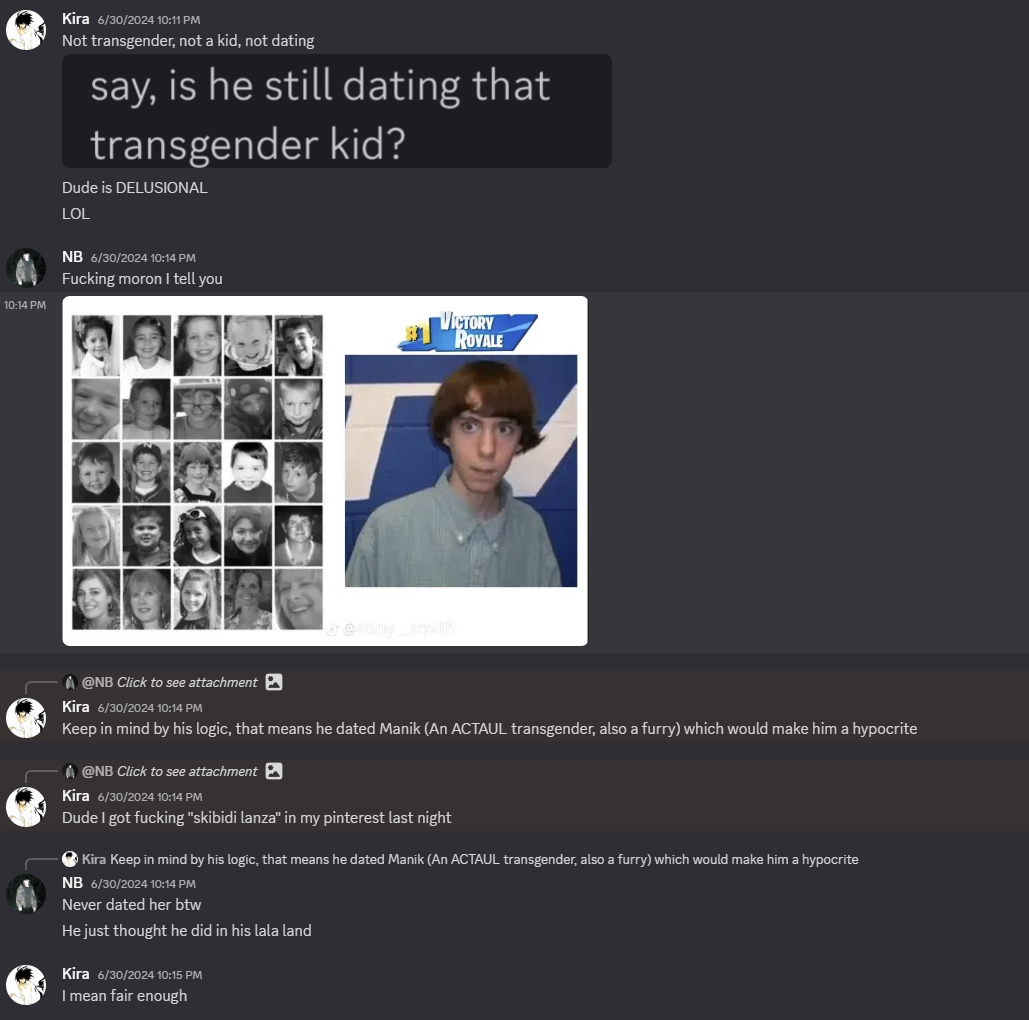 Kira 6/30/2024 10:11 PM
Not transgender, not a kid, not dating
say, is he still dating that
transgender kid?
Dude is DELUSIONAL
LOL
NB 6/30/2024 10:14 PM
Fucking moron I tell you
10:14 PM
#1 VICTORY
ROYALE
@NB Click to see attachment
Kira 6/30/2024 10:14 PM
Keep in mind by his logic, that means he dated Manik (An ACTAUL transgender, also a furry) which would make him a hypocrite
@NB Click to see attachment
Kira 6/30/2024 10:14 PM
Dude I got fucking "skibidi lanza" in my pinterest last night
Kira Keep in mind by his logic, that means he dated Manik (An ACTAUL transgender, also a furry) which would make him a hypocrite
NB 6/30/2024 10:14 PM
Never dated her btw
He just thought he did in his lala land
Kira 6/30/2024 10:15 PM
I mean fair enough